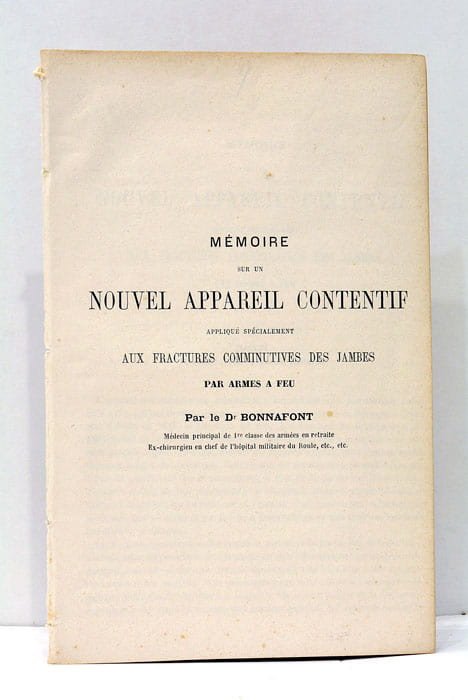 MÉMOIRE
SUR UN
NOUVEL APPAREIL CONTENTIF
APPLIQUÉ SPÉCIALEMENT
AUX FRACTURES COMMINUTIVES DES JAMBES
PAR ARMES A FEU
Par le Dr BONNAFONT
Médecin principal de 1re classe des armées en retraite
Ex-chirurgien en chef de l'hôpital militaire du Roule, etc., etc.